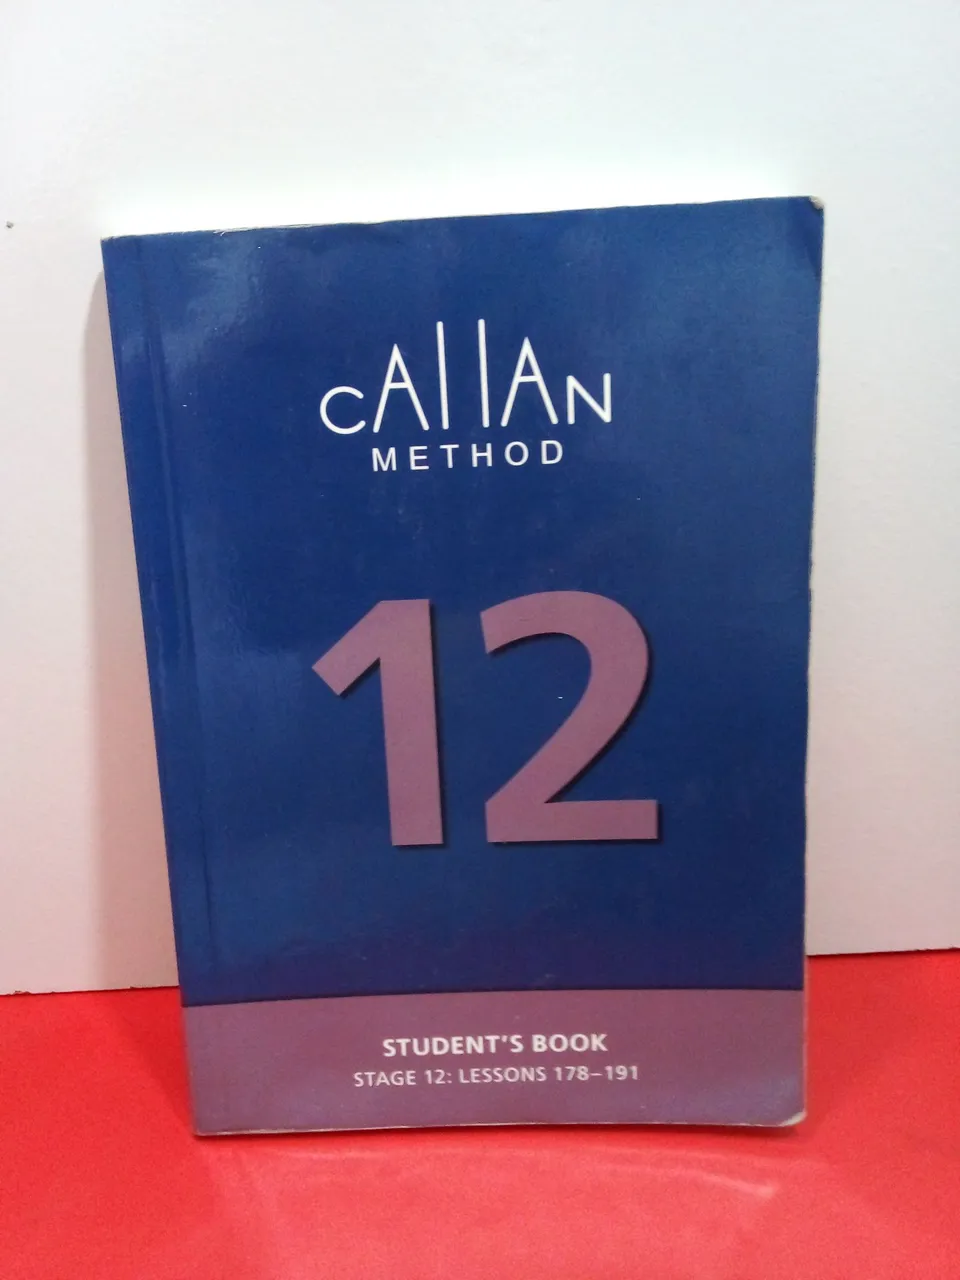 CAllAN
METHOD
12
STUDENT'S BOOK
STAGE 12: LESSONS 178–191